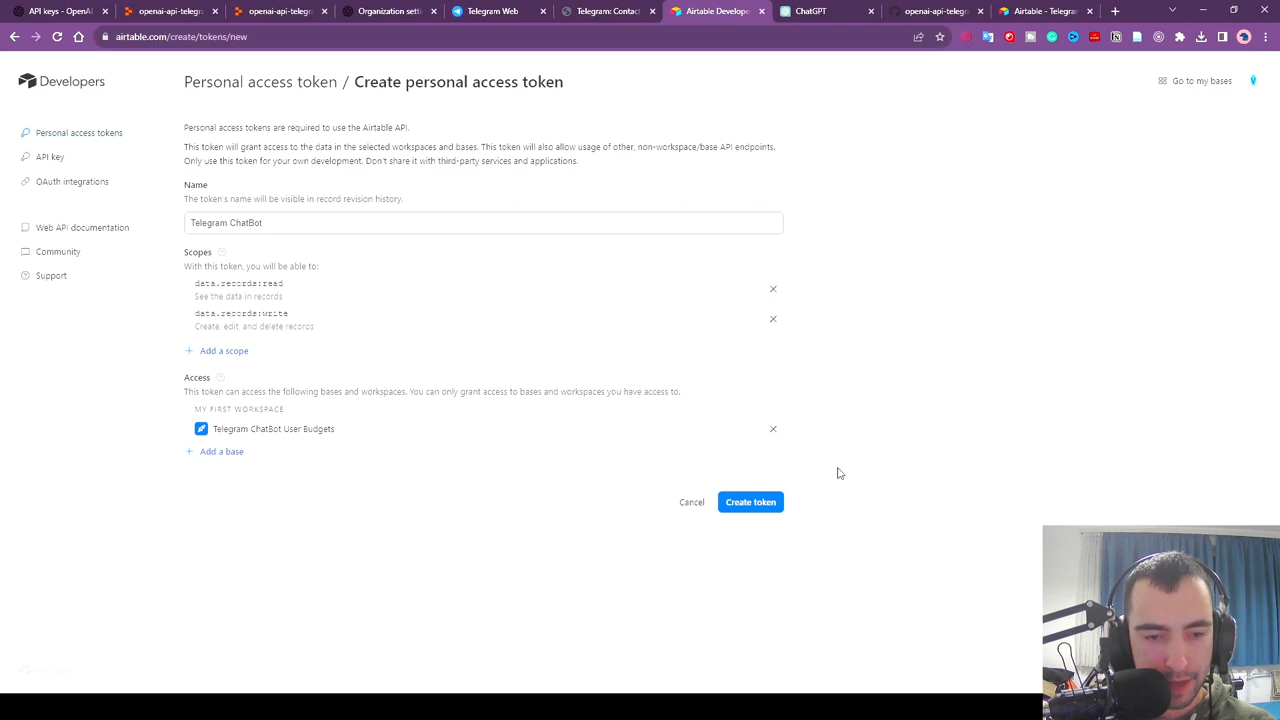 API keys - OpenAI
openai-api-telegra
openai-api-telegra
Organization setti
Telegram Web
Telegram: Contact
Airtable Develope
ChatGPT
openai-api-telegra
Airtable - Telegram
airtable.com/create/tokens/new
Developers
Personal access token / Create personal access token
Go to my bases
Personal access tokens
API key
OAuth integrations
Web API documentation
Community
Support
Personal access tokens are required to use the Airtable API.
This token will grant access to the data in the selected workspaces and bases. This token will also allow usage of other, non-workspace/base API endpoints.
Only use this token for your own development. Don't share it with third-party services and applications.
Name
The token's name will be visible in record revision history.
Telegram ChatBot
Scopes
With this token, you will be able to:
data.records:read
See the data in records
data.records:write
Create, edit, and delete records
+ Add a scope
Access
This token can access the following bases and workspaces. You can only grant access to bases and workspaces you have access to.
MY FIRST WORKSPACE
Telegram ChatBot User Budgets
+ Add a base
Cancel
Create token